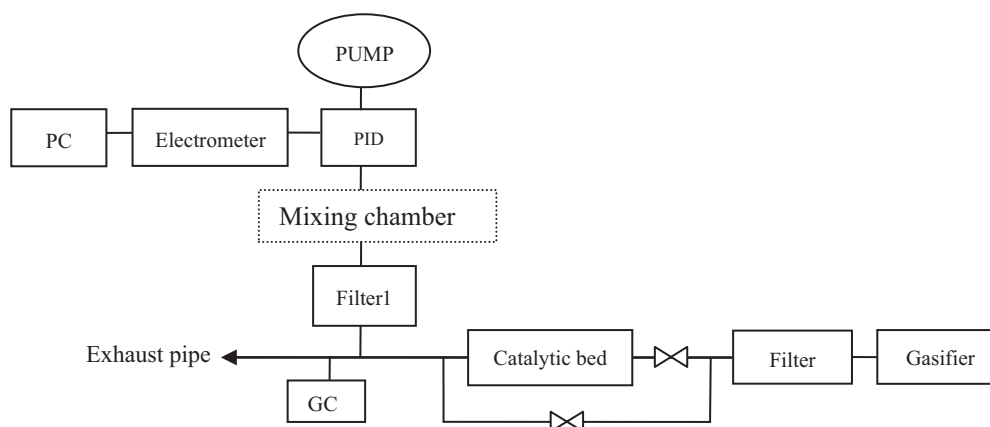 PUMP
PC
Electrometer
PID
Mixing chamber
Filter1
Exhaust pipe
Catalytic bed
Filter
Gasifier
GC